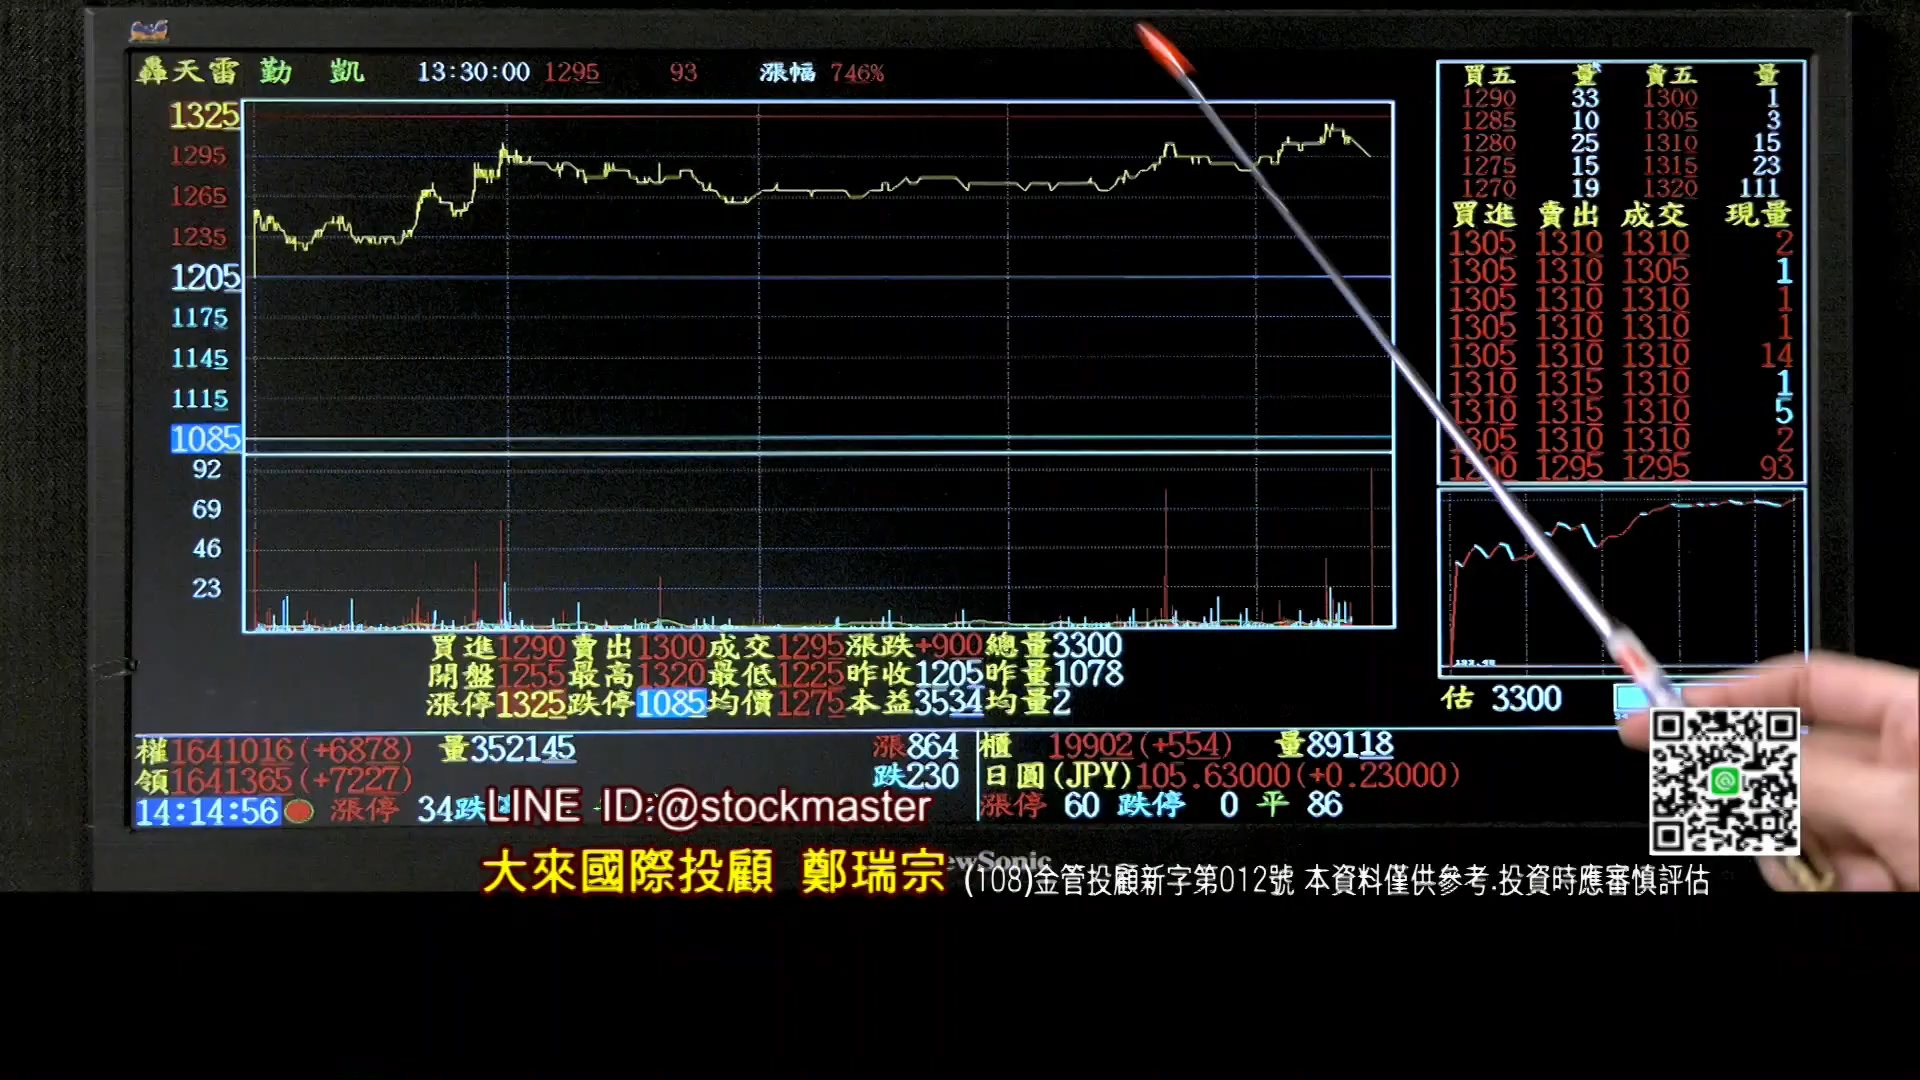 轟天雷 勤 凱 13:30:00 1295 93 漲幅 746%
1325
1295
1265
1235
1205
1175
1145
1115
1085
92
69
46
23
買五 量 賣五 量
1290 33 1300 1
1285 10 1305 3
1280 25 1310 15
1275 15 1315 23
1270 19 1320 111
買進 賣出 成交 現量
1305 1310 1310 2
1305 1310 1305 1
1305 1310 1310 1
1305 1310 1310 1
1305 1310 1310 14
1310 1315 1310 1
1310 1315 1310 5
1305 1310 1310 2
1290 1295 1295 93
估 3300
買進1290賣出1300成交1295漲跌+900總量3300
開盤1255最高1320最低1225昨收1205昨量1078
漲停1325跌停1085均價1275本益3534均量2
權1641016(+6878) 量352145 漲864
領1641365(+7227) 跌230
14:14:56 漲停 34跌
櫃 19902(+554) 量89118
日圓(JPY)105.63000(+0.23000)
漲停 60 跌停 0 平 86
LINE ID:@stockmaster
ewSonic
大來國際投顧 鄭瑞宗
(108)金管投顧新字第012號 本資料僅供參考.投資時應審慎評估